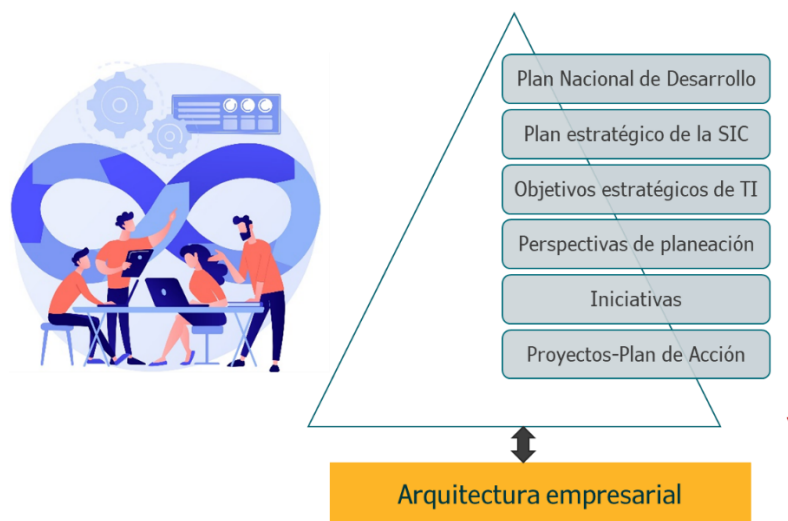 Plan Nacional de Desarrollo
Plan estratégico de la SIC
Objetivos estratégicos de TI
Perspectivas de planeación
Iniciativas
Proyectos-Plan de Acción
Arquitectura empresarial